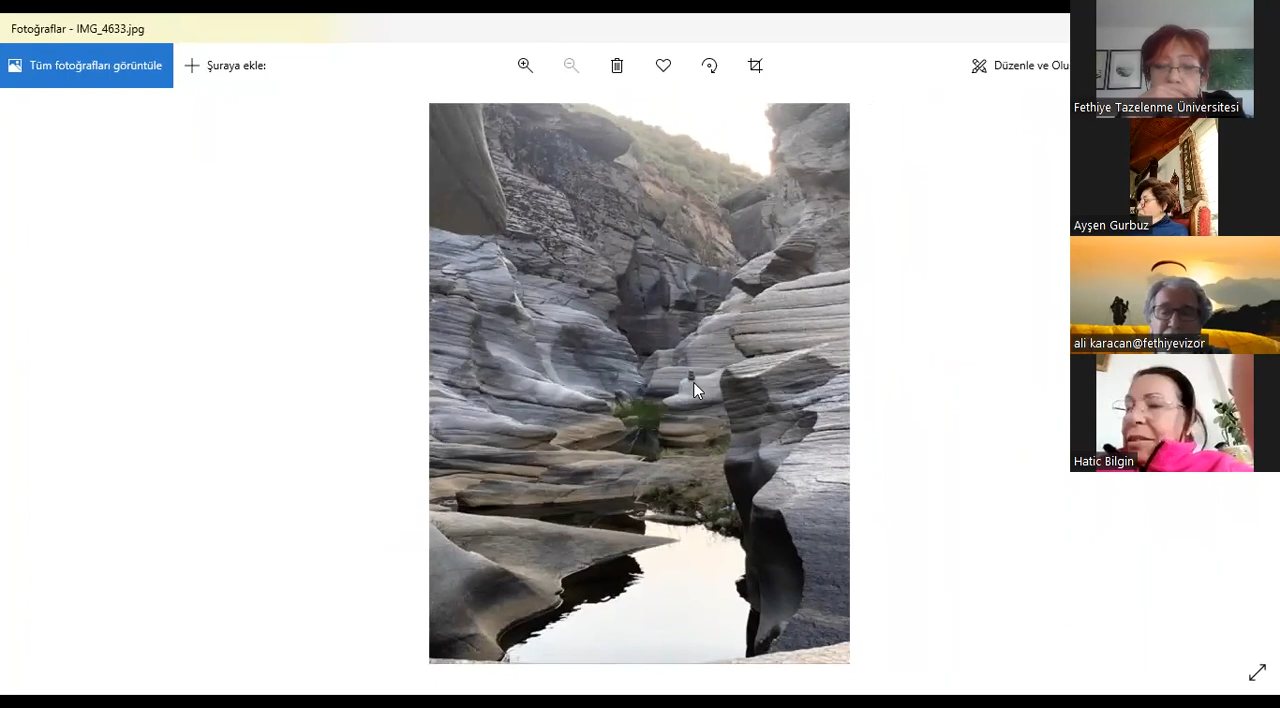 Fotoğraflar - IMG_4633.jpg
Tüm fotoğrafları görüntüle
Şuraya ekle:
Düzenle ve Olu
Fethiye Tazelenme Üniversitesi
Ayşen Gurbuz
ali karacan@fethiyevizor
Hatic Bilgin